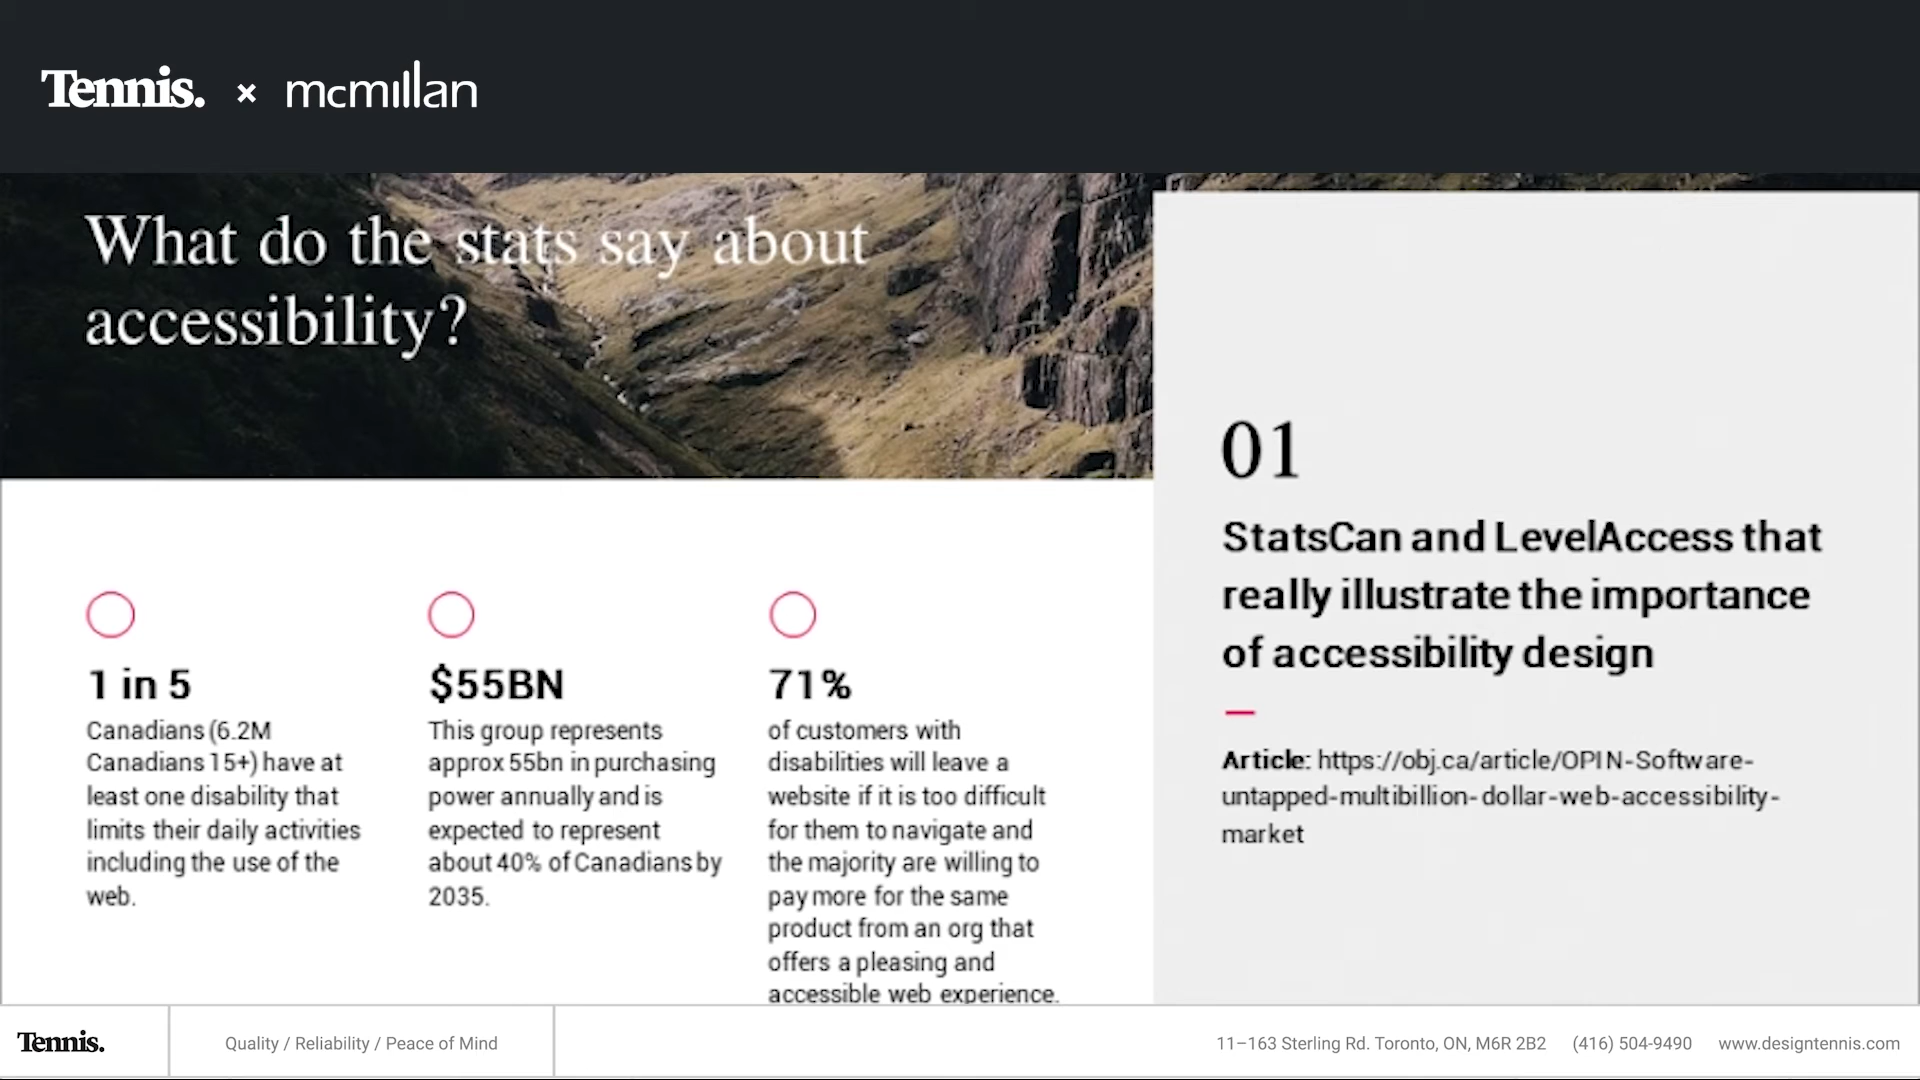 Tennis. × mcmillan
What do the stats say about
accessibility?
1 in 5
Canadians (6.2M
Canadians 15+) have at
least one disability that
limits their daily activities
including the use of the
web.
$55BN
This group represents
approx 55bn in purchasing
power annually and is
expected to represent
about 40% of Canadians by
2035.
71%
of customers with
disabilities will leave a
website if it is too difficult
for them to navigate and
the majority are willing to
pay more for the same
product from an org that
offers a pleasing and
accessible web experience.
01
StatsCan and LevelAccess that
really illustrate the importance
of accessibility design
Article: https://obj.ca/article/OPIN-Software-
untapped-multibillion-dollar-web-accessibility-
market
Tennis.
Quality / Reliability / Peace of Mind
11–163 Sterling Rd. Toronto, ON, M6R 2B2
(416) 504-9490
www.designtennis.com